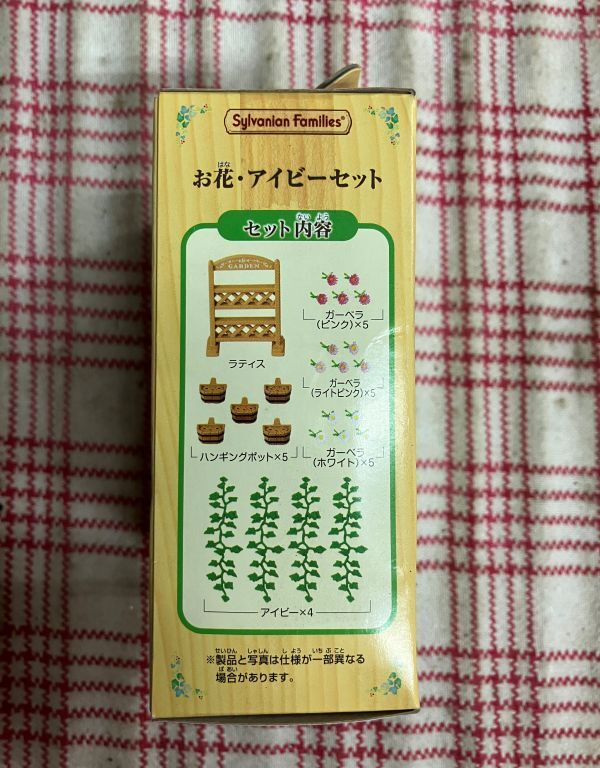 Sylvanian Families®
お花・アイビーセット
セット内容
GARDEN
ラティス
ガーベラ
(ピンク)×5
ガーベラ
(ライトピンク)×5
ハンギングポット×5
ガーベラ
(ホワイト)×5
アイビー×4
※製品と写真は仕様が一部異なる
場合があります。